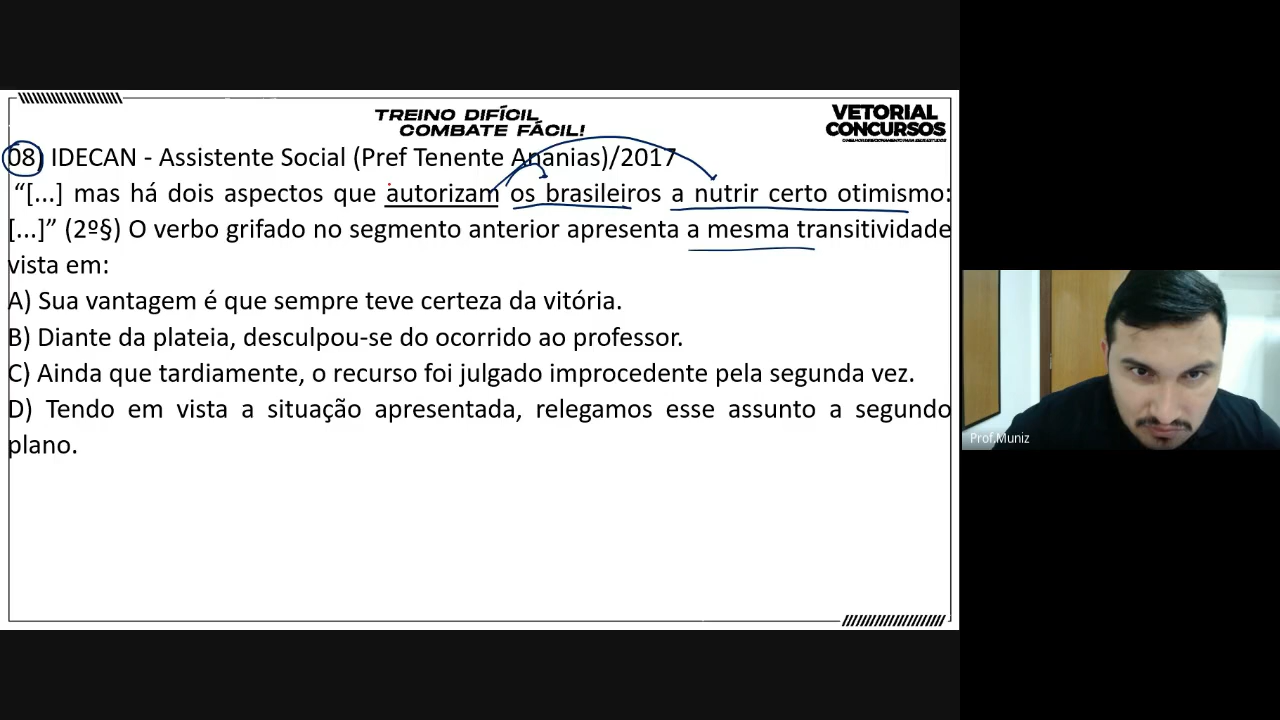 TREINO DIFÍCIL
COMBATE FÁCIL!
VETORIAL
CONCURSOS
08) IDECAN - Assistente Social (Pref Tenente Ananias)/2017
“[...] mas há dois aspectos que autorizam os brasileiros a nutrir certo otimismo:
[...]” (2º§) O verbo grifado no segmento anterior apresenta a mesma transitividade
vista em:
A) Sua vantagem é que sempre teve certeza da vitória.
B) Diante da plateia, desculpou-se do ocorrido ao professor.
C) Ainda que tardiamente, o recurso foi julgado improcedente pela segunda vez.
D) Tendo em vista a situação apresentada, relegamos esse assunto a segundo
plano.
Prof.Muniz